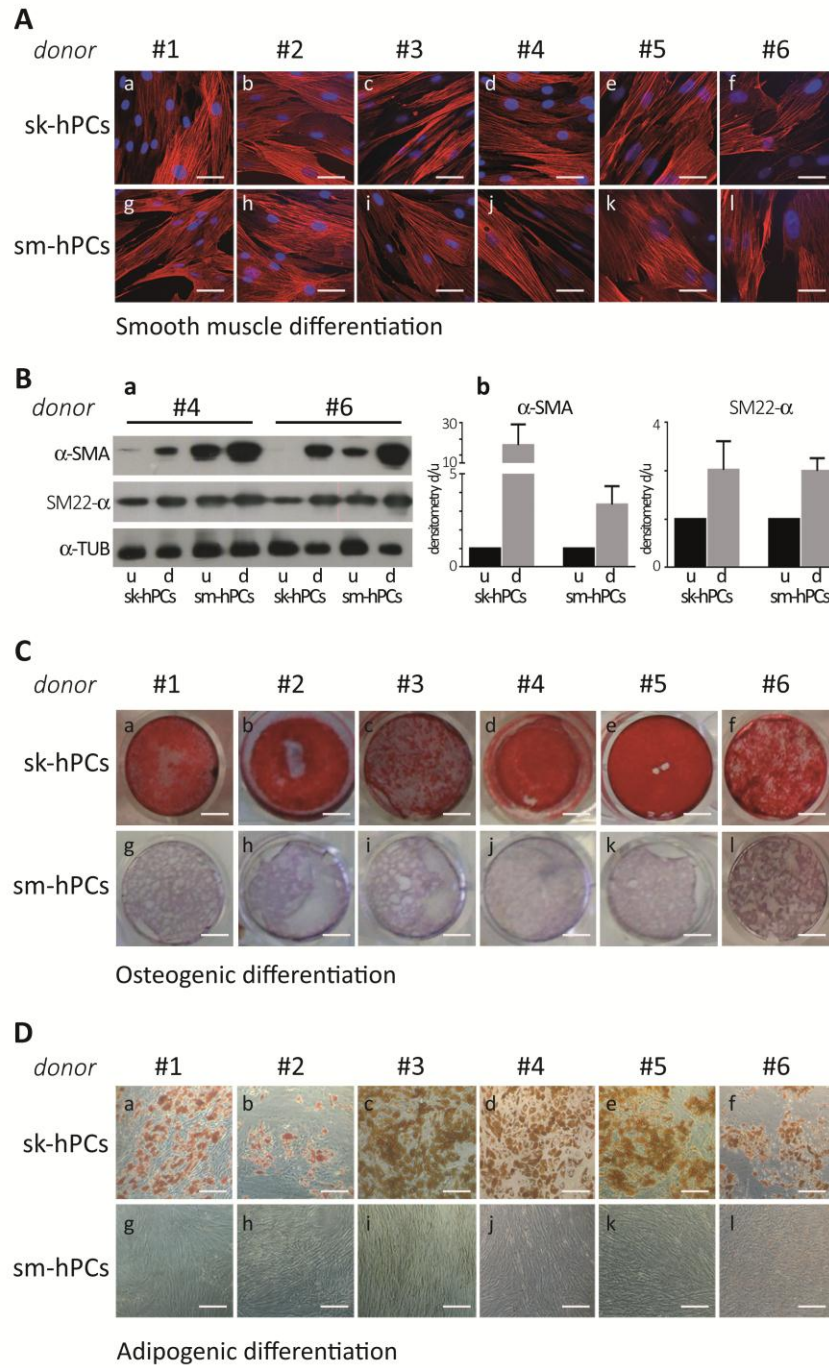 A
donor #1 #2 #3 #4 #5 #6
sk-hPCs a b c d e f
sm-hPCs g h i j k l
Smooth muscle differentiation
B a b
donor #4 #6 α-SMA SM22-α
α-SMA
SM22-α
α-TUB
u d u d u d u d
sk-hPCs sm-hPCs sk-hPCs sm-hPCs
densitometry d/u
30
10
5
0
u d u d
sk-hPCs sm-hPCs
densitometry d/u
4
2
0
u d u d
sk-hPCs sm-hPCs
C
donor #1 #2 #3 #4 #5 #6
sk-hPCs a b c d e f
sm-hPCs g h i j k l
Osteogenic differentiation
D
donor #1 #2 #3 #4 #5 #6
sk-hPCs a b c d e f
sm-hPCs g h i j k l
Adipogenic differentiation